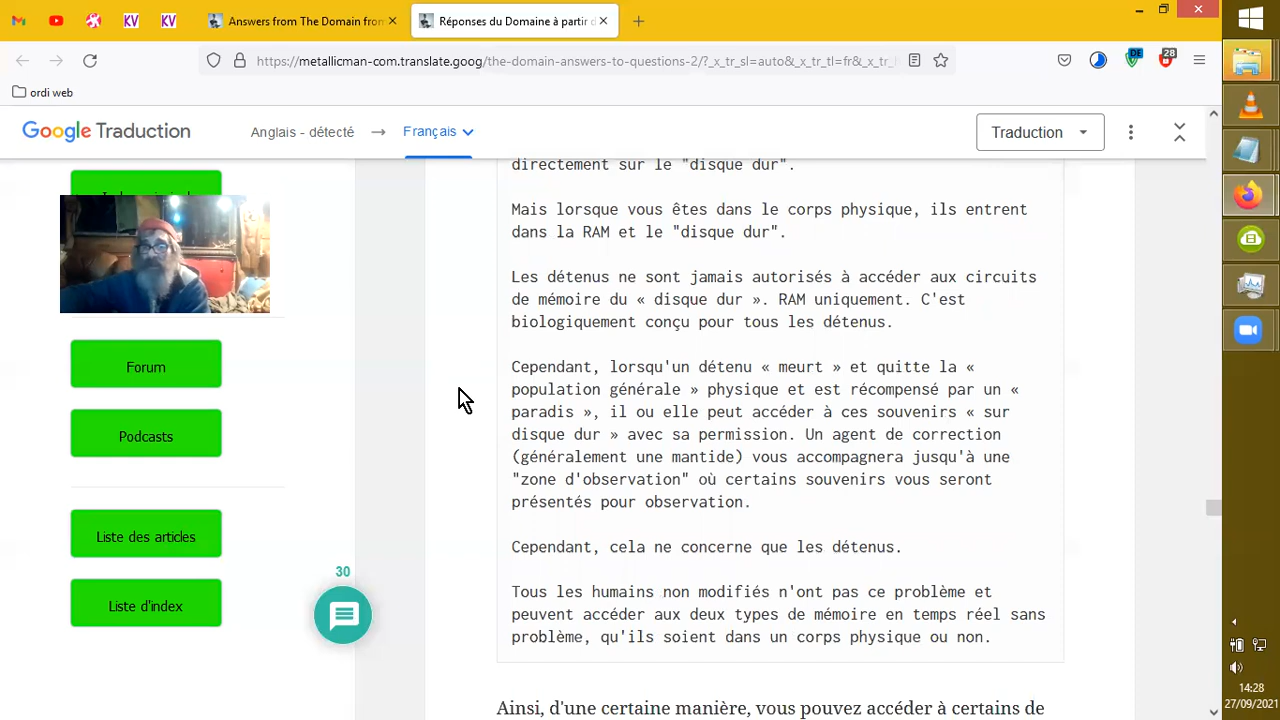 Answers from The Domain from
Réponses du Domaine à partir d
https://metallicman-com.translate.goog/the-domain-answers-to-questions-2/?_x_tr_sl=auto&_x_tr_tl=fr&_x_tr_
DE
28
ordi web
Google Traduction
Anglais - détecté
Français
Traduction
directement sur le "disque dur".
Mais lorsque vous êtes dans le corps physique, ils entrent
dans la RAM et le "disque dur".
Les détenus ne sont jamais autorisés à accéder aux circuits
de mémoire du « disque dur ». RAM uniquement. C'est
biologiquement conçu pour tous les détenus.
Cependant, lorsqu'un détenu « meurt » et quitte la «
population générale » physique et est récompensé par un «
paradis », il ou elle peut accéder à ces souvenirs « sur
disque dur » avec sa permission. Un agent de correction
(généralement une mantide) vous accompagnera jusqu'à une
"zone d'observation" où certains souvenirs vous seront
présentés pour observation.
Cependant, cela ne concerne que les détenus.
Tous les humains non modifiés n'ont pas ce problème et
peuvent accéder aux deux types de mémoire en temps réel sans
problème, qu'ils soient dans un corps physique ou non.
Ainsi, d'une certaine manière, vous pouvez accéder à certains de
Forum
Podcasts
Liste des articles
Liste d'index
30
14:28
27/09/2021